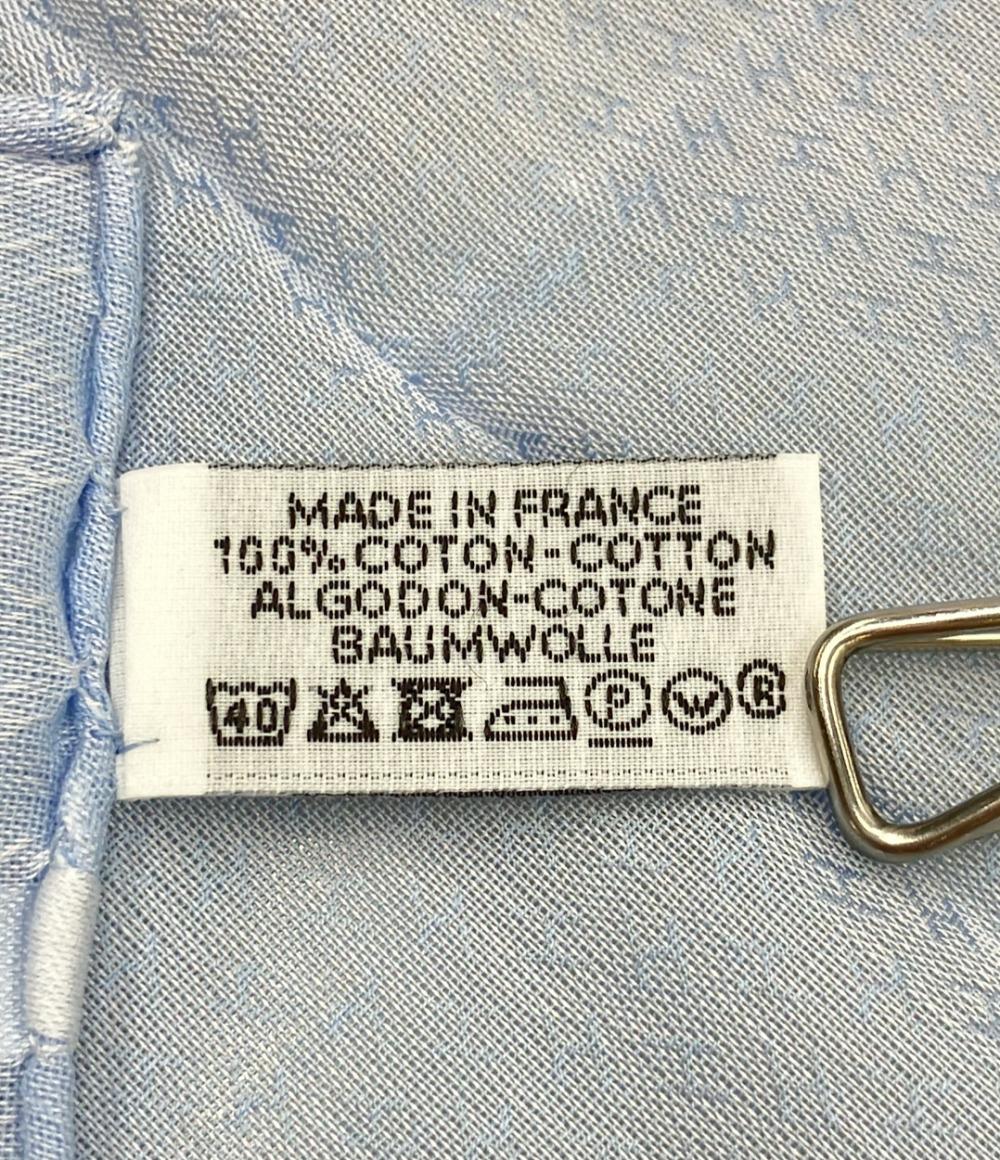 MADE IN FRANCE
100% COTON-COTTON
ALGODON-COTONE
BAUMWOLLE
40 P W ®